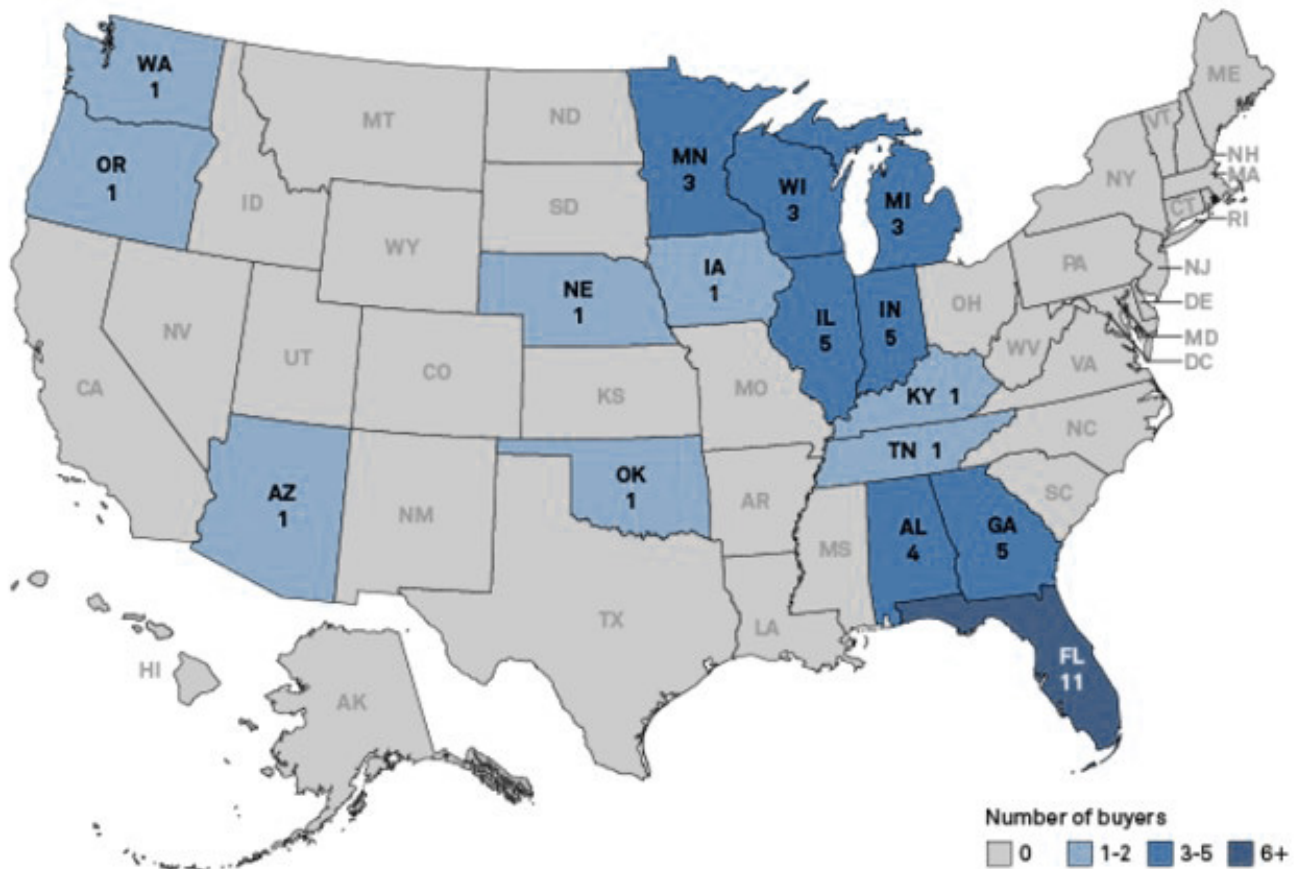 WA
1
OR
1
MT
ND
MN
3
WI
3
MI
3
ID
SD
WY
NE
1
IA
1
IL
5
IN
5
OH
PA
NY
VT
ME
NH
MA
CT
RI
NJ
DE
MD
DC
NV
UT
CO
KS
MO
KY 1
WV
VA
CA
AZ
1
NM
OK
1
AR
TN 1
NC
SC
MS
AL
4
GA
5
TX
LA
FL
11
HI
AK
Number of buyers
0 1-2 3-5 6+